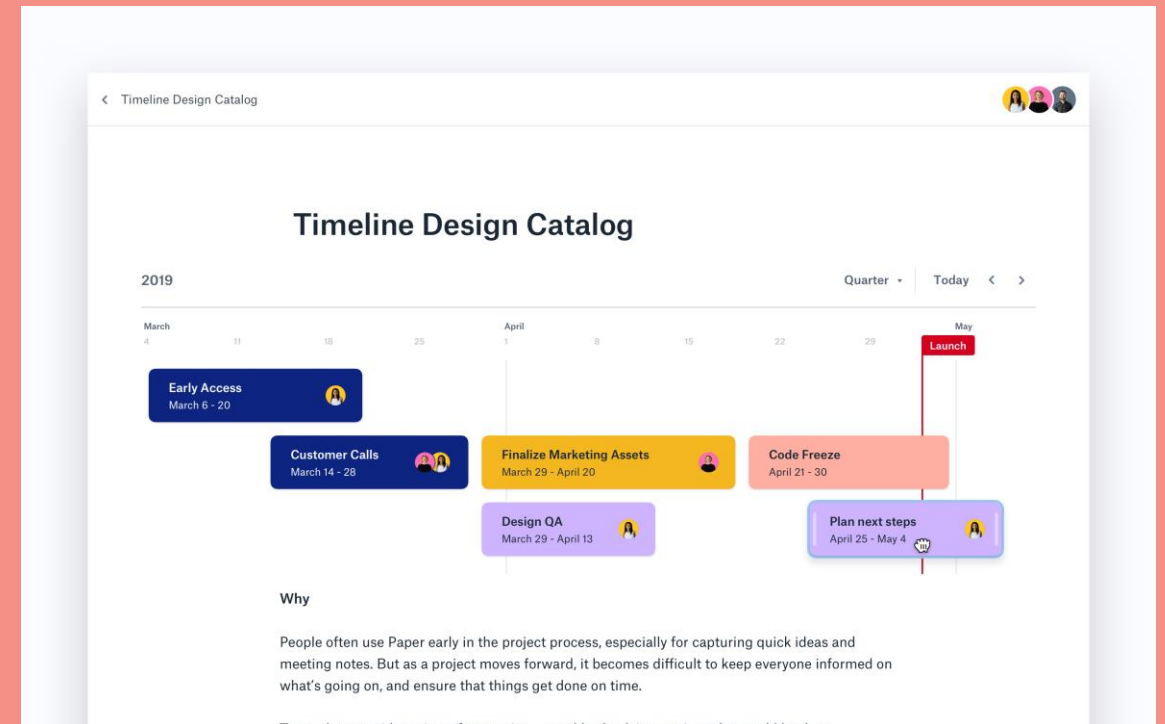 Timeline Design Catalog
Timeline Design Catalog
2019
Quarter
Today
March
April
May
4 11 18 25 1 8 15 22 29
Launch
Early Access
March 6 - 20
Customer Calls
March 14 - 28
Finalize Marketing Assets
March 29 - April 20
Code Freeze
April 21 - 30
Design QA
March 29 - April 13
Plan next steps
April 25 - May 4
Why
People often use Paper early in the project process, especially for capturing quick ideas and
meeting notes. But as a project moves forward, it becomes difficult to keep everyone informed on
what’s going on, and ensure that things get done on time.